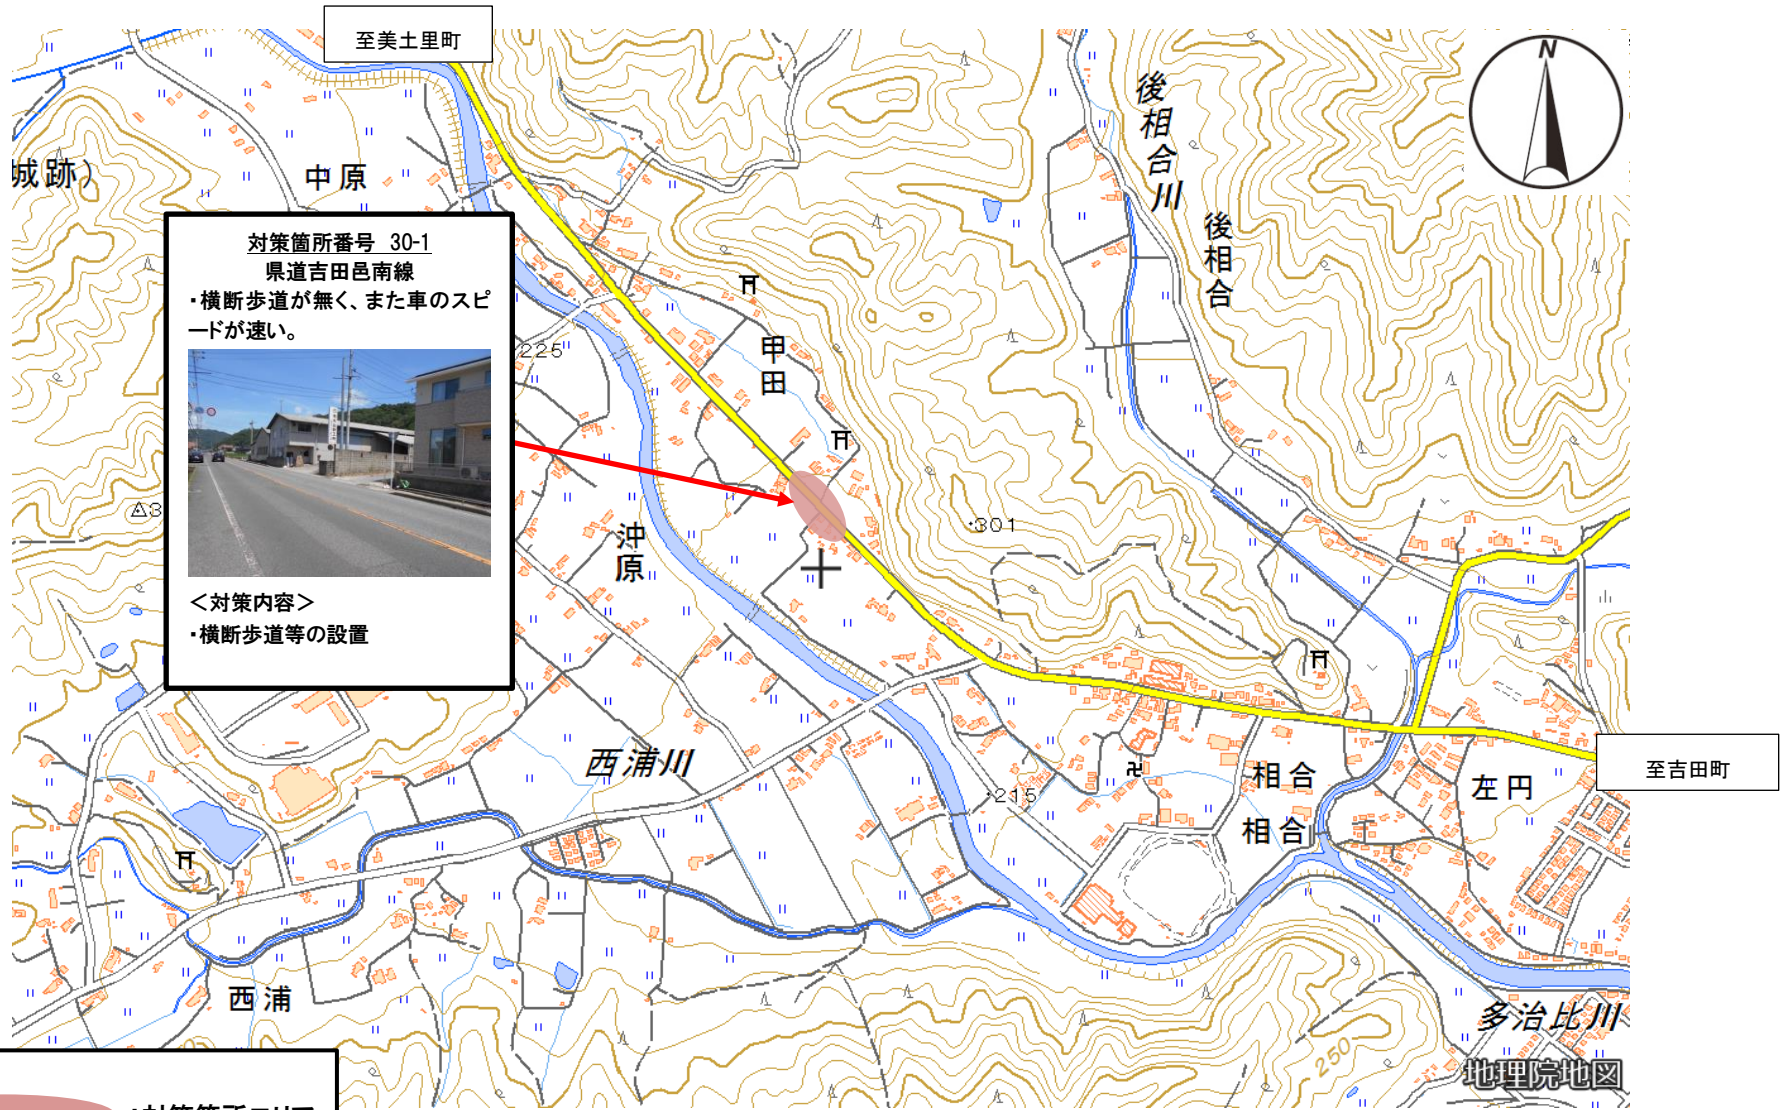 至美土里町
N
後相合川
城跡）
中原
後相合
対策箇所番号 30-1
県道吉田邑南線
・横断歩道が無く、また車のスピ
ードが速い。
225
甲田
3
沖原
301
＜対策内容＞
・横断歩道等の設置
西浦川
215
相合
左円
至吉田町
相合
西浦
多治比川
250
地理院地図